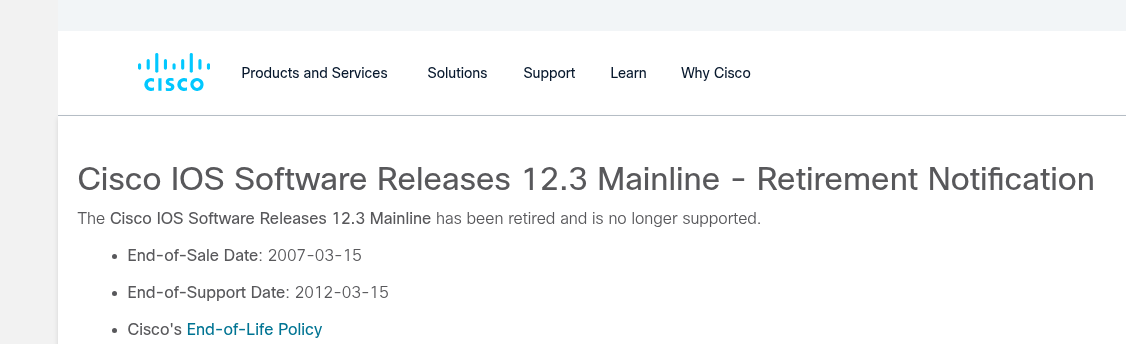 CISCO
Products and Services Solutions Support Learn Why Cisco
Cisco IOS Software Releases 12.3 Mainline - Retirement Notification
The Cisco IOS Software Releases 12.3 Mainline has been retired and is no longer supported.
• End-of-Sale Date: 2007-03-15
• End-of-Support Date: 2012-03-15
• Cisco's End-of-Life Policy